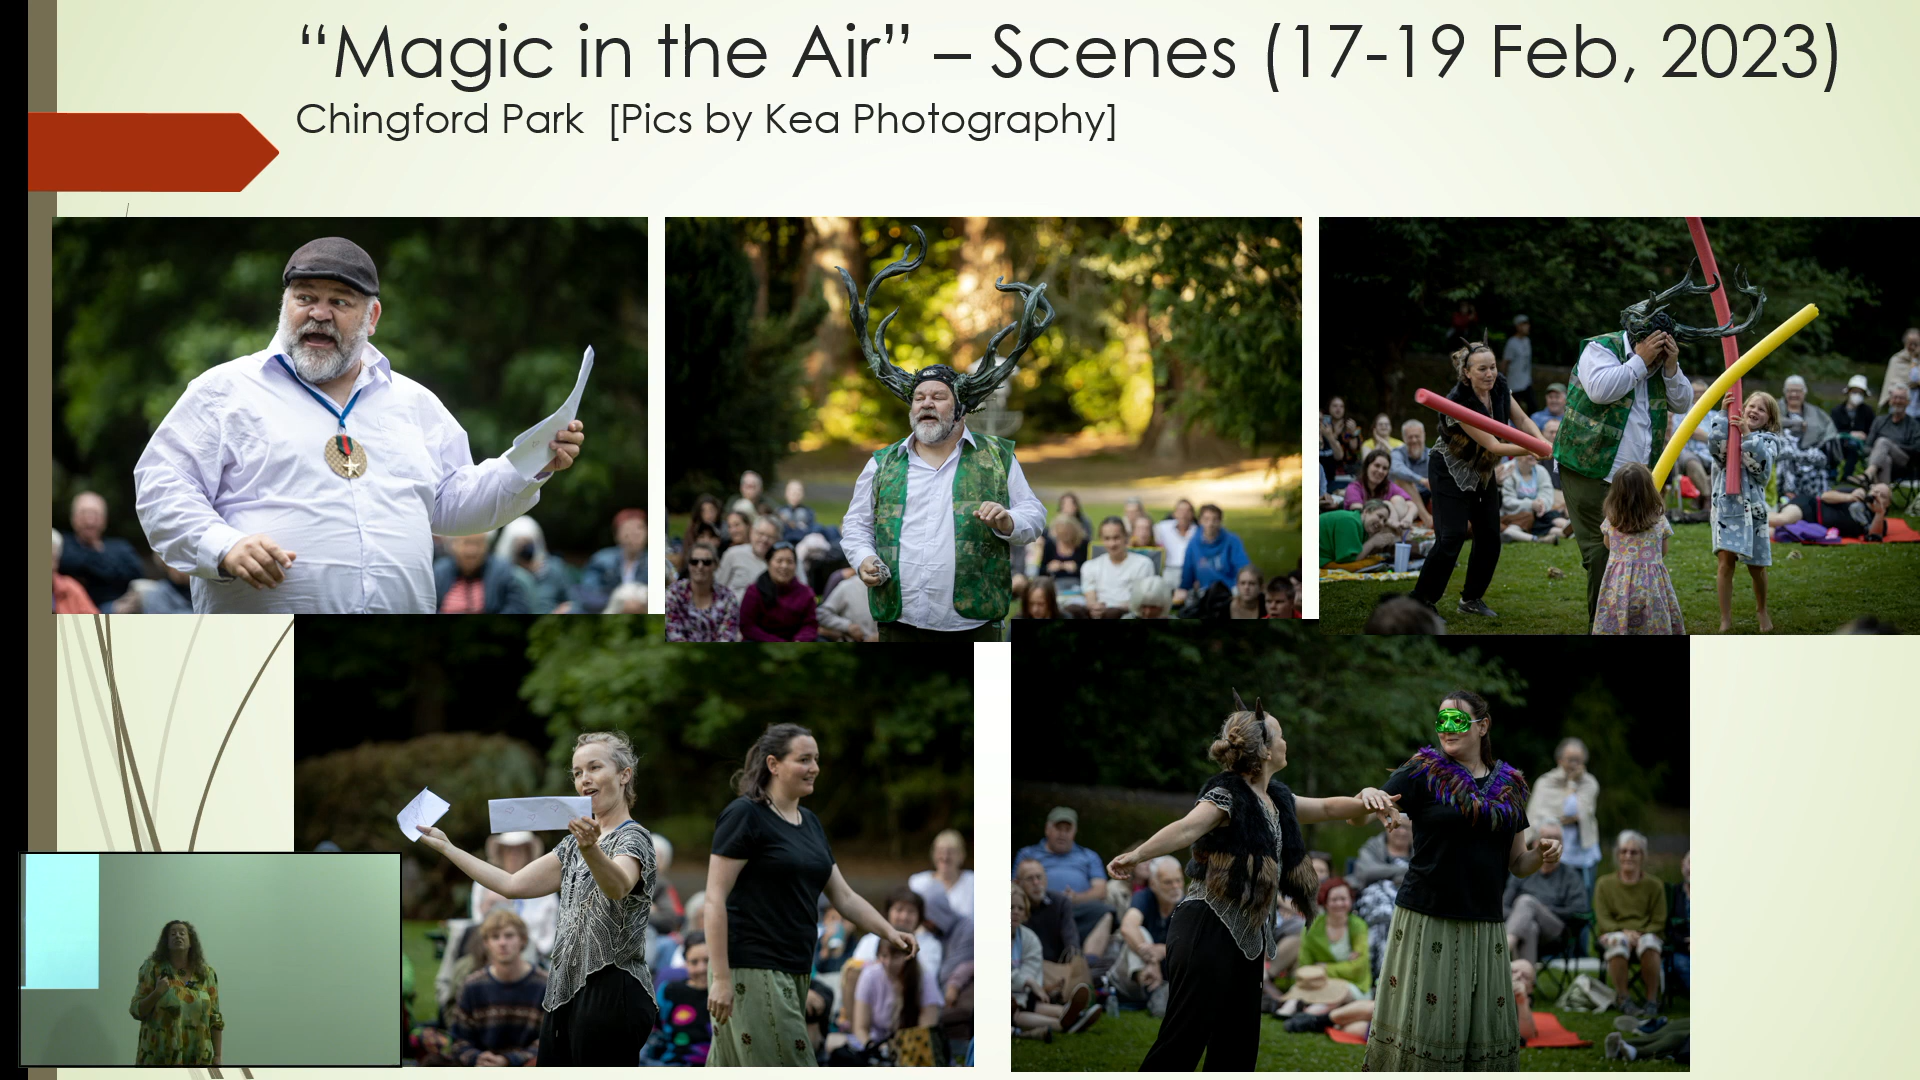 “Magic in the Air” – Scenes (17-19 Feb, 2023)
Chingford Park [Pics by Kea Photography]